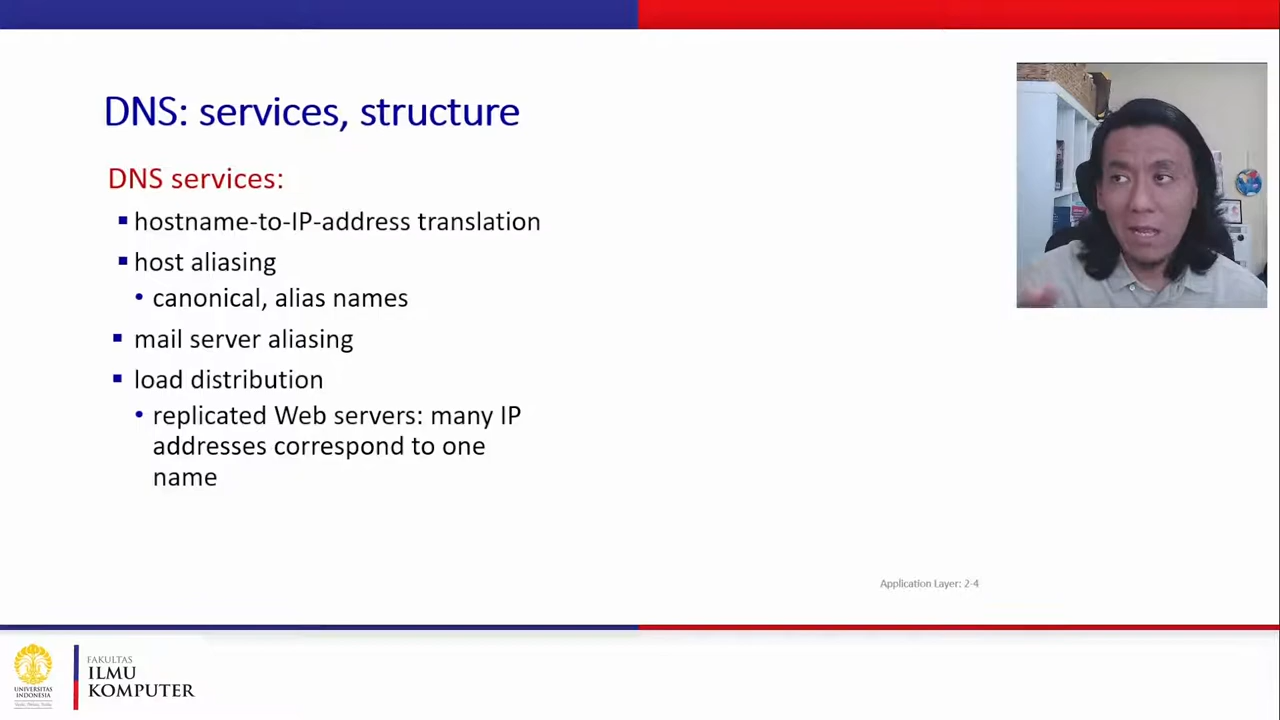 DNS: services, structure
DNS services:
▪ hostname-to-IP-address translation
▪ host aliasing
• canonical, alias names
▪ mail server aliasing
▪ load distribution
• replicated Web servers: many IP
addresses correspond to one
name
Application Layer: 2-4
UNIVERSITAS
INDONESIA
FAKULTAS
ILMU
KOMPUTER